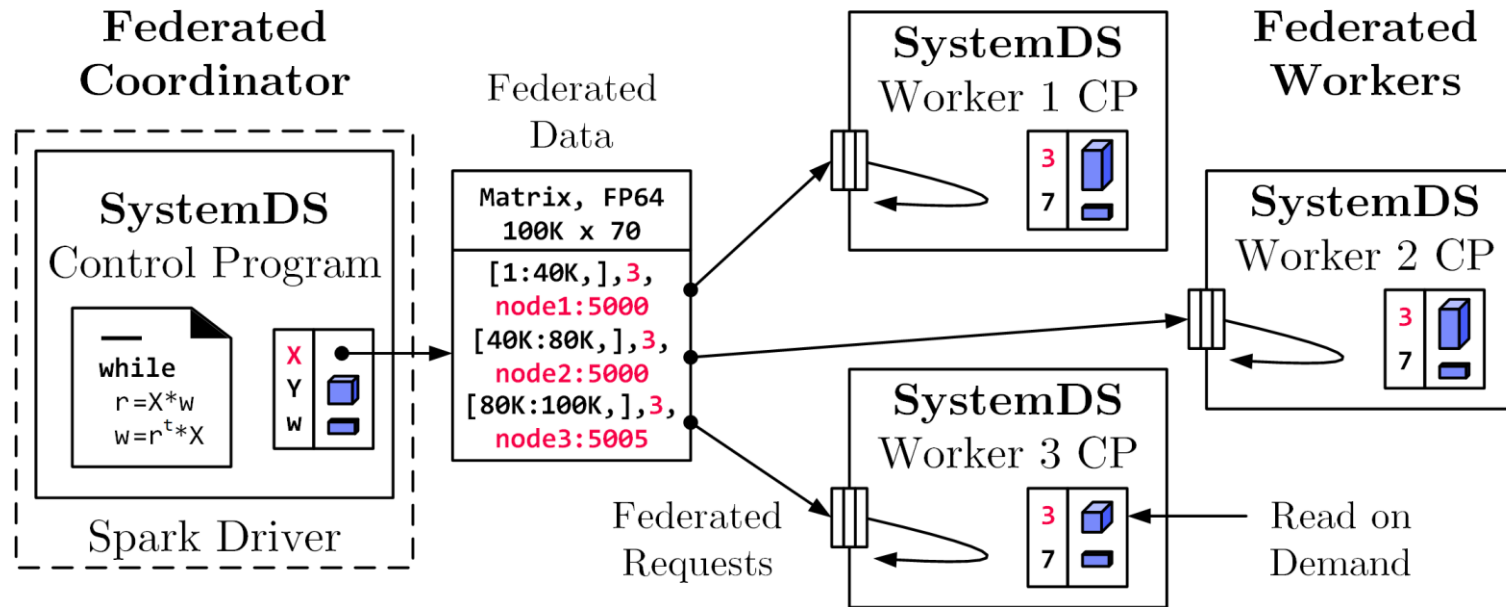 Federated
Coordinator
SystemDS
Control Program
while
r=X*w
w=rᵗ*X
X
Y
w
Spark Driver
Federated
Data
Matrix, FP64
100K x 70
[1:40K,],3,
node1:5000
[40K:80K,],3,
node2:5000
[80K:100K,],3,
node3:5005
Federated
Requests
SystemDS
Worker 1 CP
3
7
Federated
Workers
SystemDS
Worker 2 CP
3
7
SystemDS
Worker 3 CP
3
7
Read on
Demand